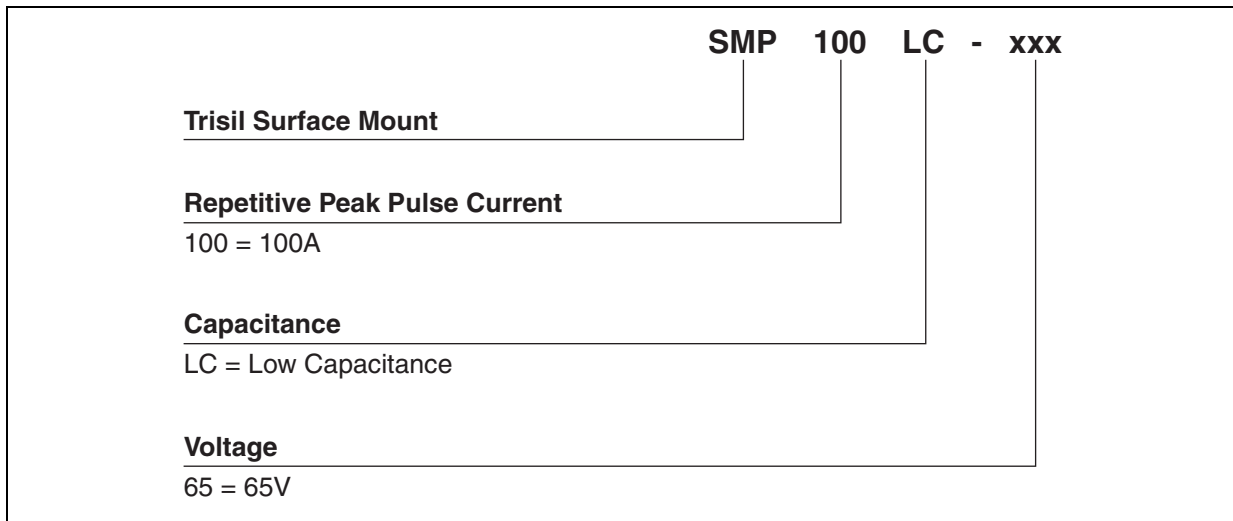 SMP 100 LC - xxx
Trisil Surface Mount
Repetitive Peak Pulse Current
100 = 100A
Capacitance
LC = Low Capacitance
Voltage
65 = 65V